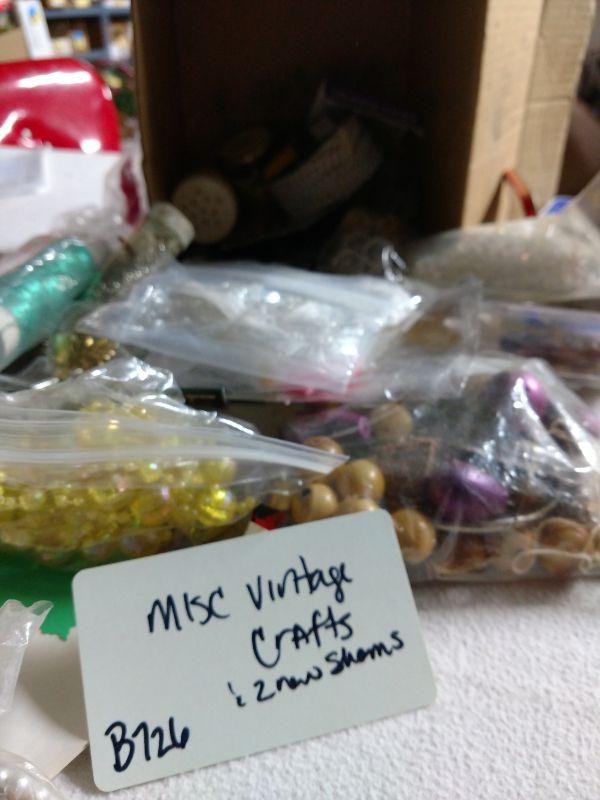 Misc Vintage
Crafts
& 2 new Shams
B726